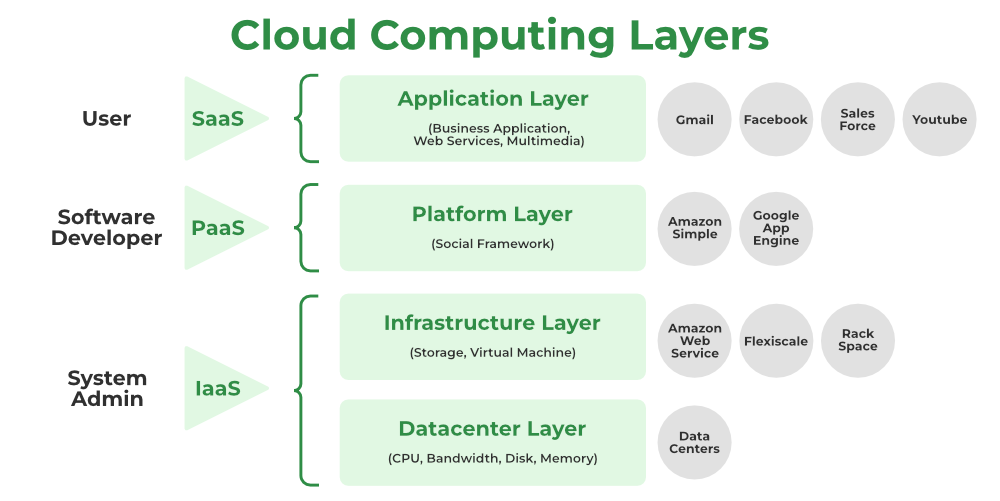 Cloud Computing Layers
User
SaaS
Application Layer
(Business Application,
Web Services, Multimedia)
Gmail
Facebook
Sales
Force
Youtube
Software
Developer
PaaS
Platform Layer
(Social Framework)
Amazon
Simple
Google
App
Engine
System
Admin
IaaS
Infrastructure Layer
(Storage, Virtual Machine)
Amazon
Web
Service
Flexiscale
Rack
Space
Datacenter Layer
(CPU, Bandwidth, Disk, Memory)
Data
Centers